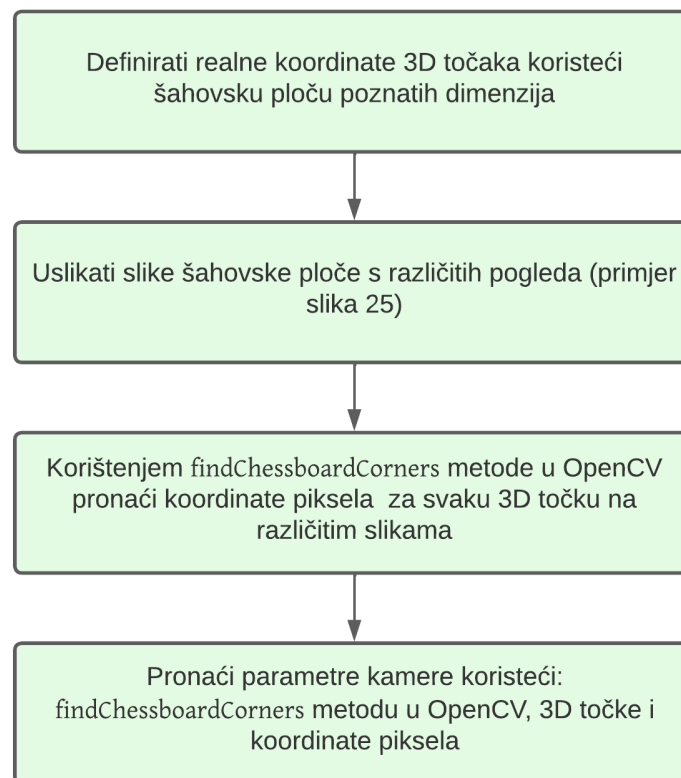 Definirati realne koordinate 3D točaka koristeći
šahovsku ploču poznatih dimenzija
Uslikati slike šahovske ploče s različitih pogleda (primjer
slika 25)
Korištenjem findChessboardCorners metode u OpenCV
pronaći koordinate piksela  za svaku 3D točku na
različitim slikama
Pronaći parametre kamere koristeći:
findChessboardCorners metodu u OpenCV, 3D točke i
koordinate piksela